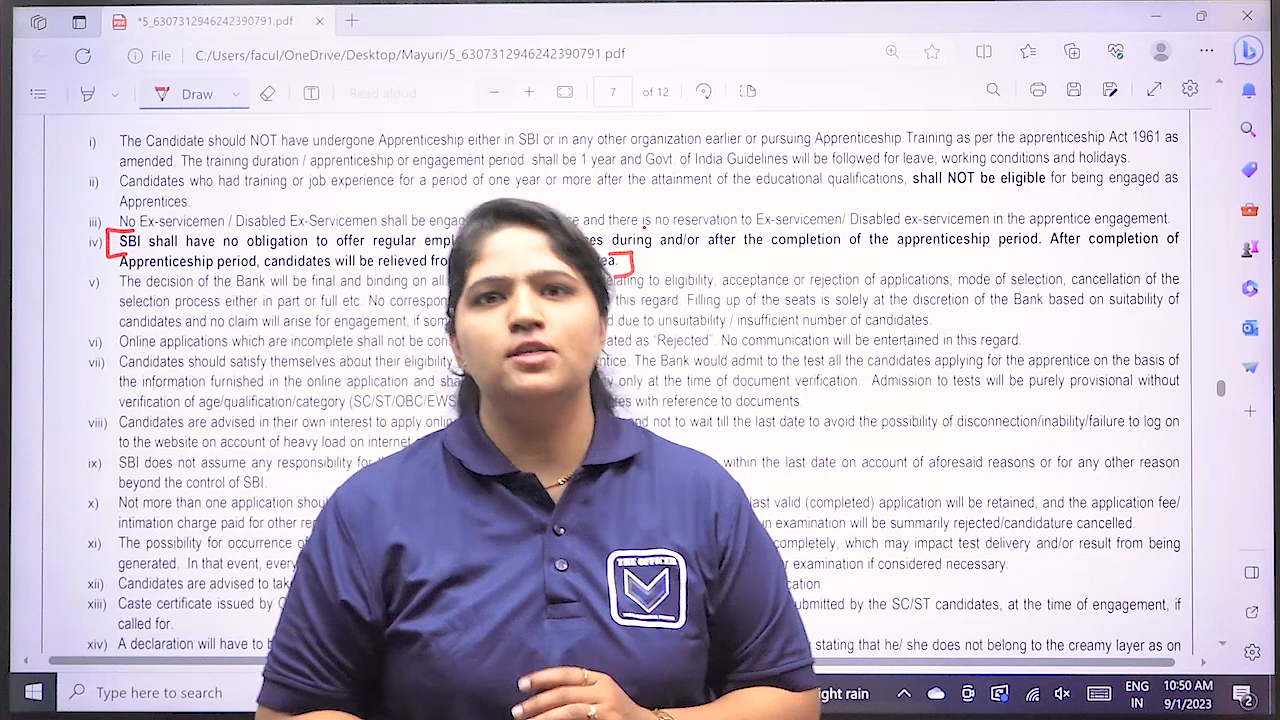 *5_6307312946242390791.pdf
File C:/Users/facul/OneDrive/Desktop/Mayuri/5_6307312946242390791.pdf
Draw Read aloud 7 of 12
i) The Candidate should NOT have undergone Apprenticeship either in SBI or in any other organization earlier or pursuing Apprenticeship Training as per the apprenticeship Act 1961 as
amended. The training duration / apprenticeship or engagement period shall be 1 year and Govt. of India Guidelines will be followed for leave, working conditions and holidays.
ii) Candidates who had training or job experience for a period of one year or more after the attainment of the educational qualifications, shall NOT be eligible for being engaged as
Apprentices.
iii) No Ex-servicemen / Disabled Ex-Servicemen shall be and there is no reservation to Ex-servicemen/ Disabled ex-servicemen in the apprentice engagement.
iv) SBI shall have no obligation to offer regular during and/or after the completion of the apprenticeship period. After completion of
Apprenticeship period, candidates will be relieved
v) The decision of the Bank will be final and binding on all to eligibility, acceptance or rejection of applications, mode of selection, cancellation of the
selection process either in part or full etc. No this regard. Filling up of the seats is solely at the discretion of the Bank based on suitability of
candidates and no claim will arise for engagement, if due to unsuitability / insufficient number of candidates.
vi) Online applications which are incomplete shall not be as "Rejected". No communication will be entertained in this regard.
vii) Candidates should satisfy themselves about their eligibility The Bank would admit to the test all the candidates applying for the apprentice on the basis of
the information furnished in the online application and only at the time of document verification. Admission to tests will be purely provisional without
verification of age/qualification/category (SC/ST/OBC/EWS with reference to documents.
viii) Candidates are advised in their own interest to apply and not to wait till the last date to avoid the possibility of disconnection/inability/failure to log on
to the website on account of heavy load on internet
ix) SBI does not assume any responsibility for within the last date on account of aforesaid reasons or for any other reason
beyond the control of SBI.
x) Not more than one application last valid (completed) application will be retained, and the application fee/
intimation charge paid for other examination will be summarily rejected/candidature cancelled.
xi) The possibility for occurrence completely, which may impact test delivery and/or result from being
generated. In that event, examination if considered necessary.
xii) Candidates are advised to
xiii) Caste certificate issued by submitted by the SC/ST candidates, at the time of engagement, if
called for.
xiv) A declaration will have to stating that he/ she does not belong to the creamy layer as on
Type here to search rain ENG 10:50 AM
IN 9/1/2023 2